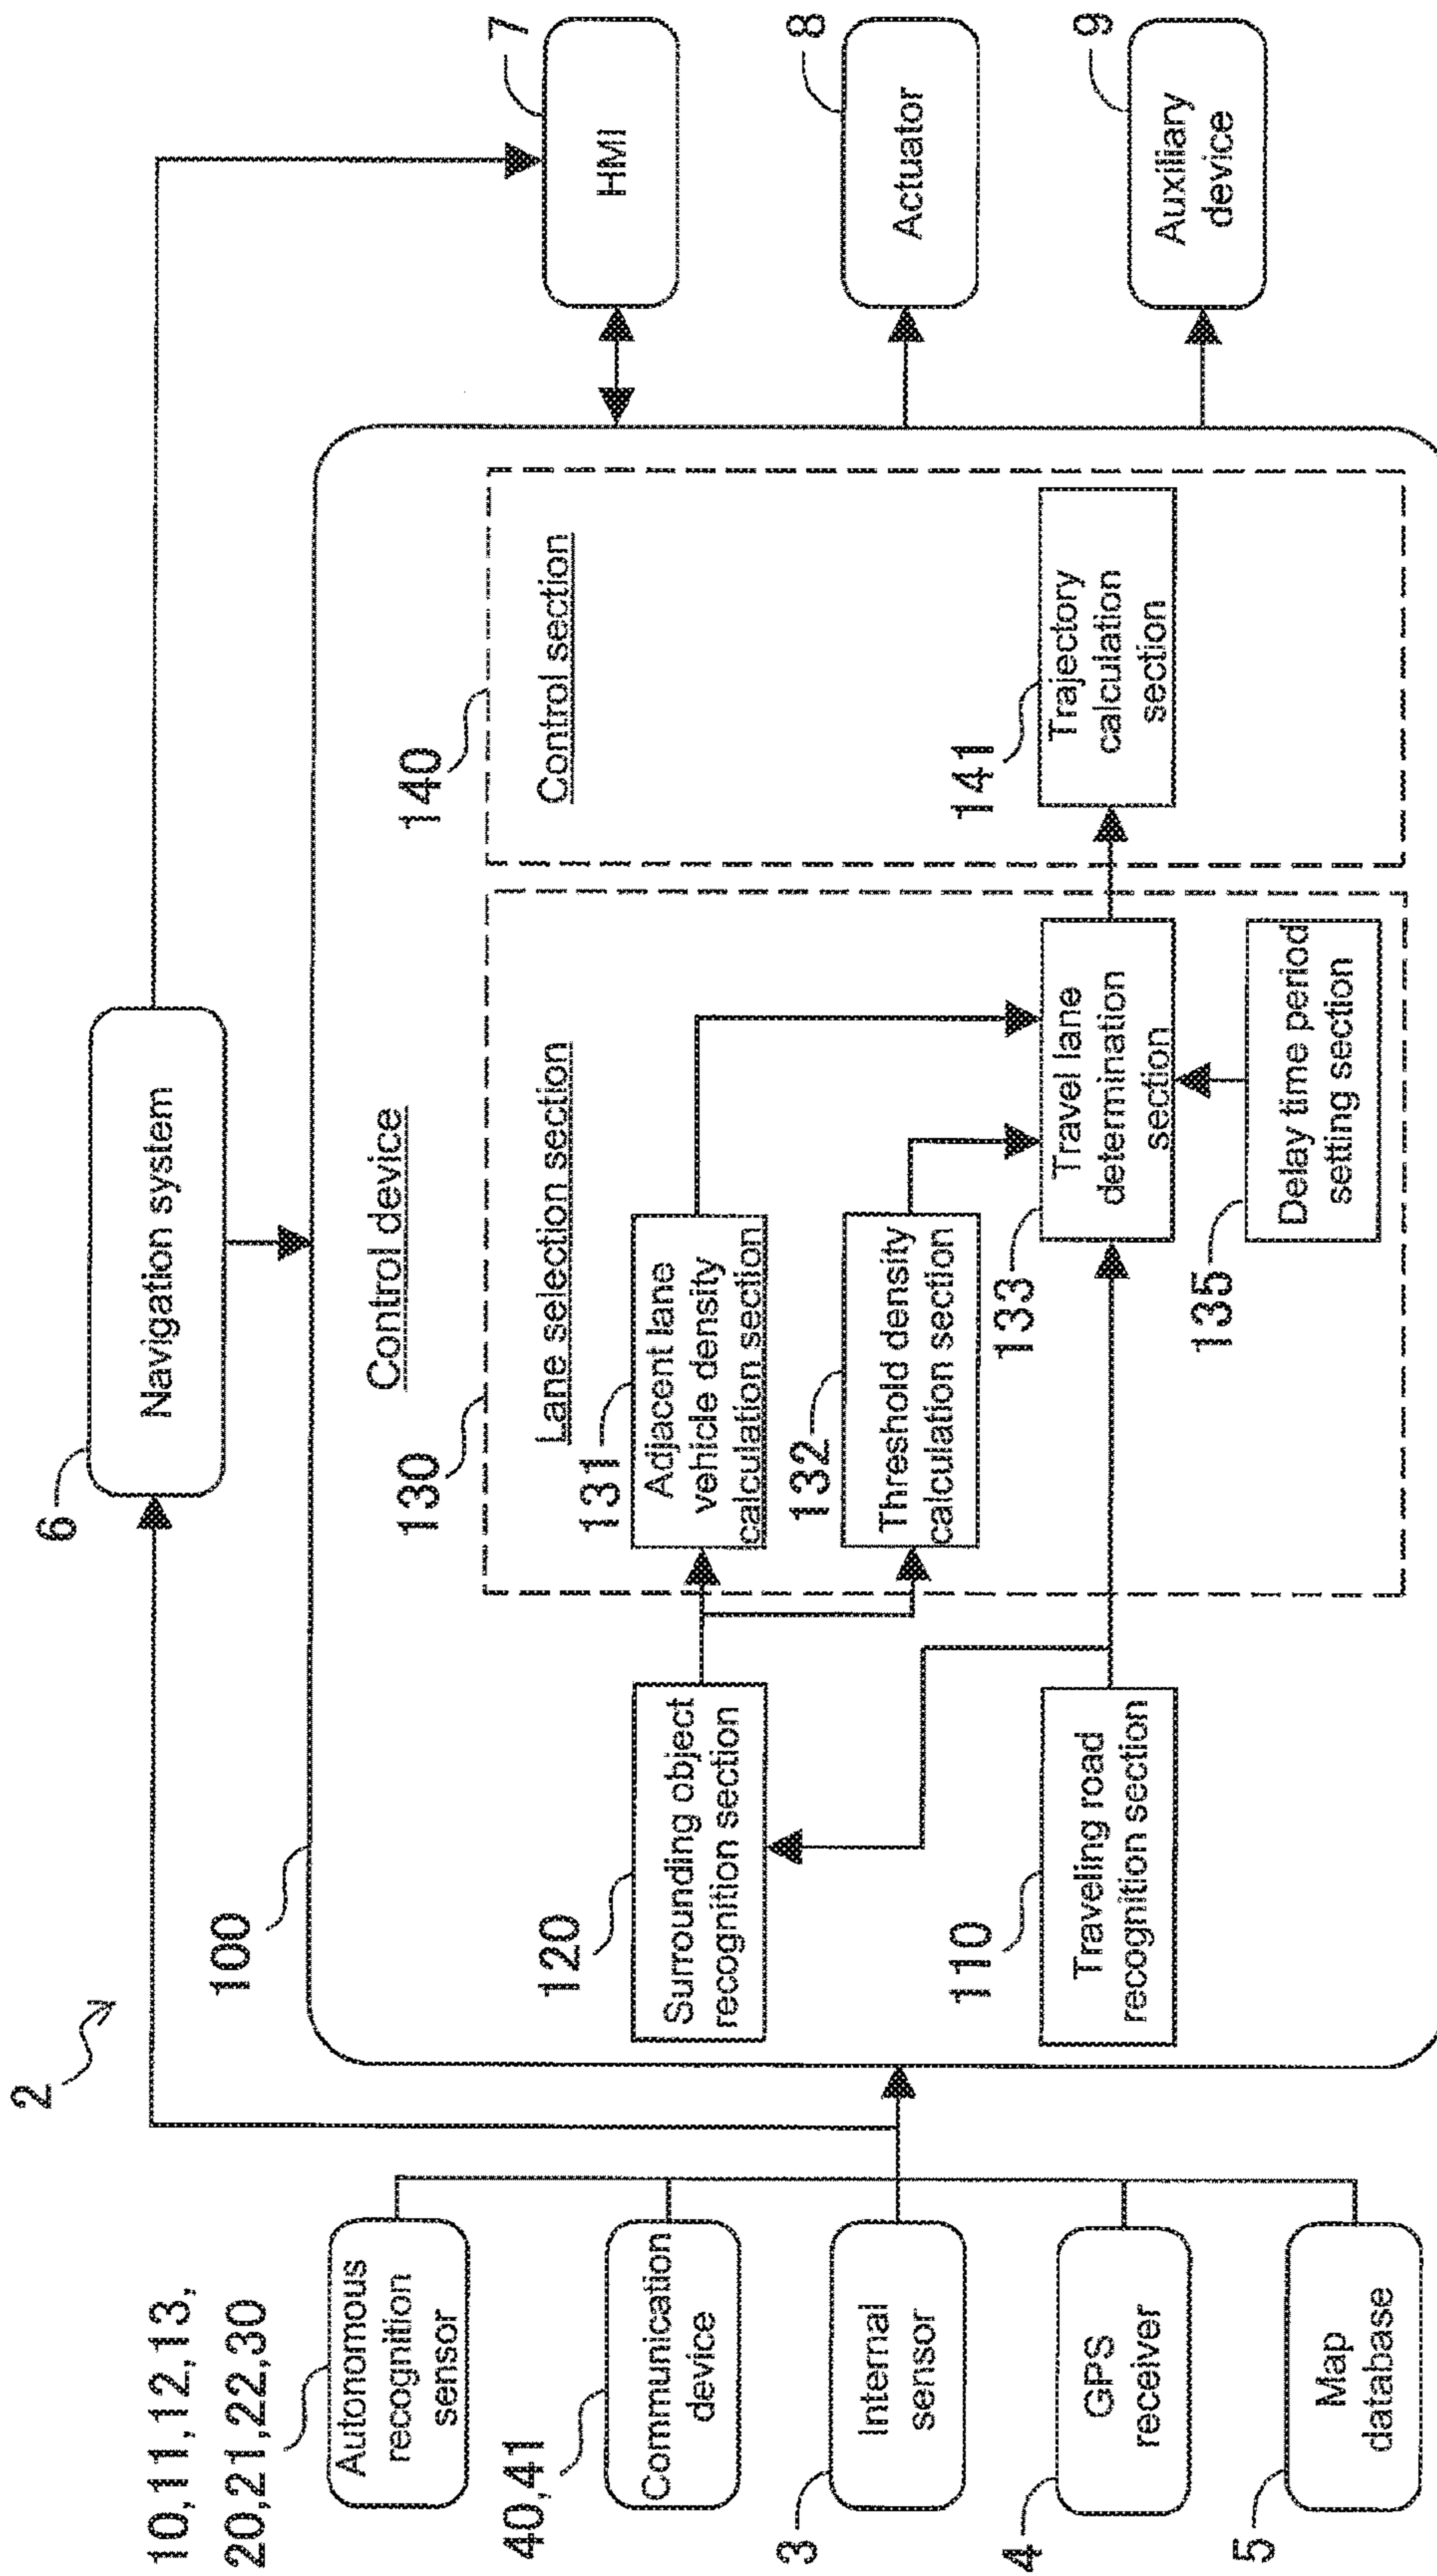 2
10,11,12,13,
20,21,22,30
Autonomous
recognition
sensor
40,41
Communication
device
3
Internal
sensor
4
GPS
receiver
5
Map
database
6
Navigation system
100
Control device
120
Surrounding object
recognition section
110
Traveling road
recognition section
130
Lane selection section
131
Adjacent lane
vehicle density
calculation section
132
Threshold density
calculation section
133
Travel lane
determination
section
135
Delay time period
setting section
140
Control section
141
Trajectory
calculation
section
7
HMI
8
Actuator
9
Auxiliary
device